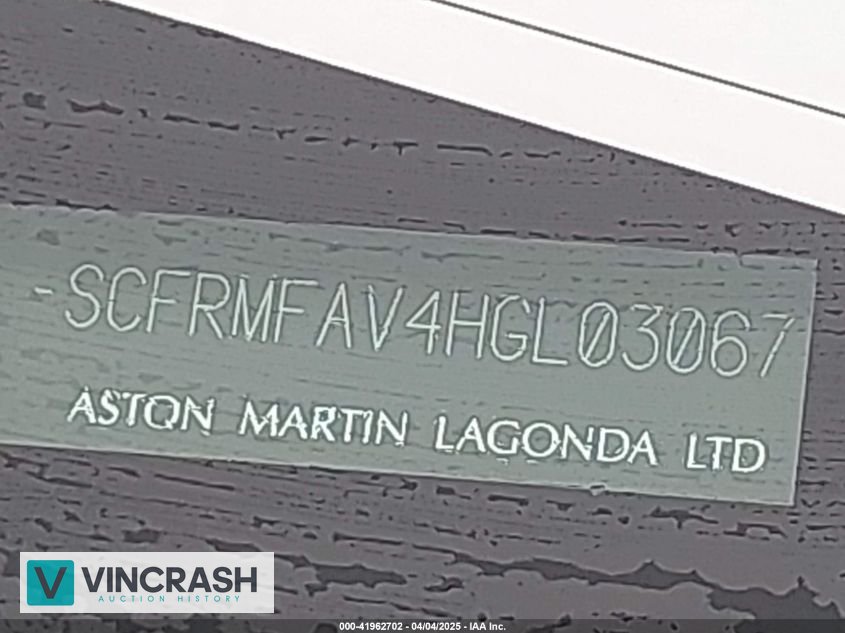 -SCFRMFAV4HGL03067
ASTON MARTIN LAGONDA LTD
VINCRASH
AUCTION HISTORY
000-41962702 - 04/04/2025 - IAA Inc.